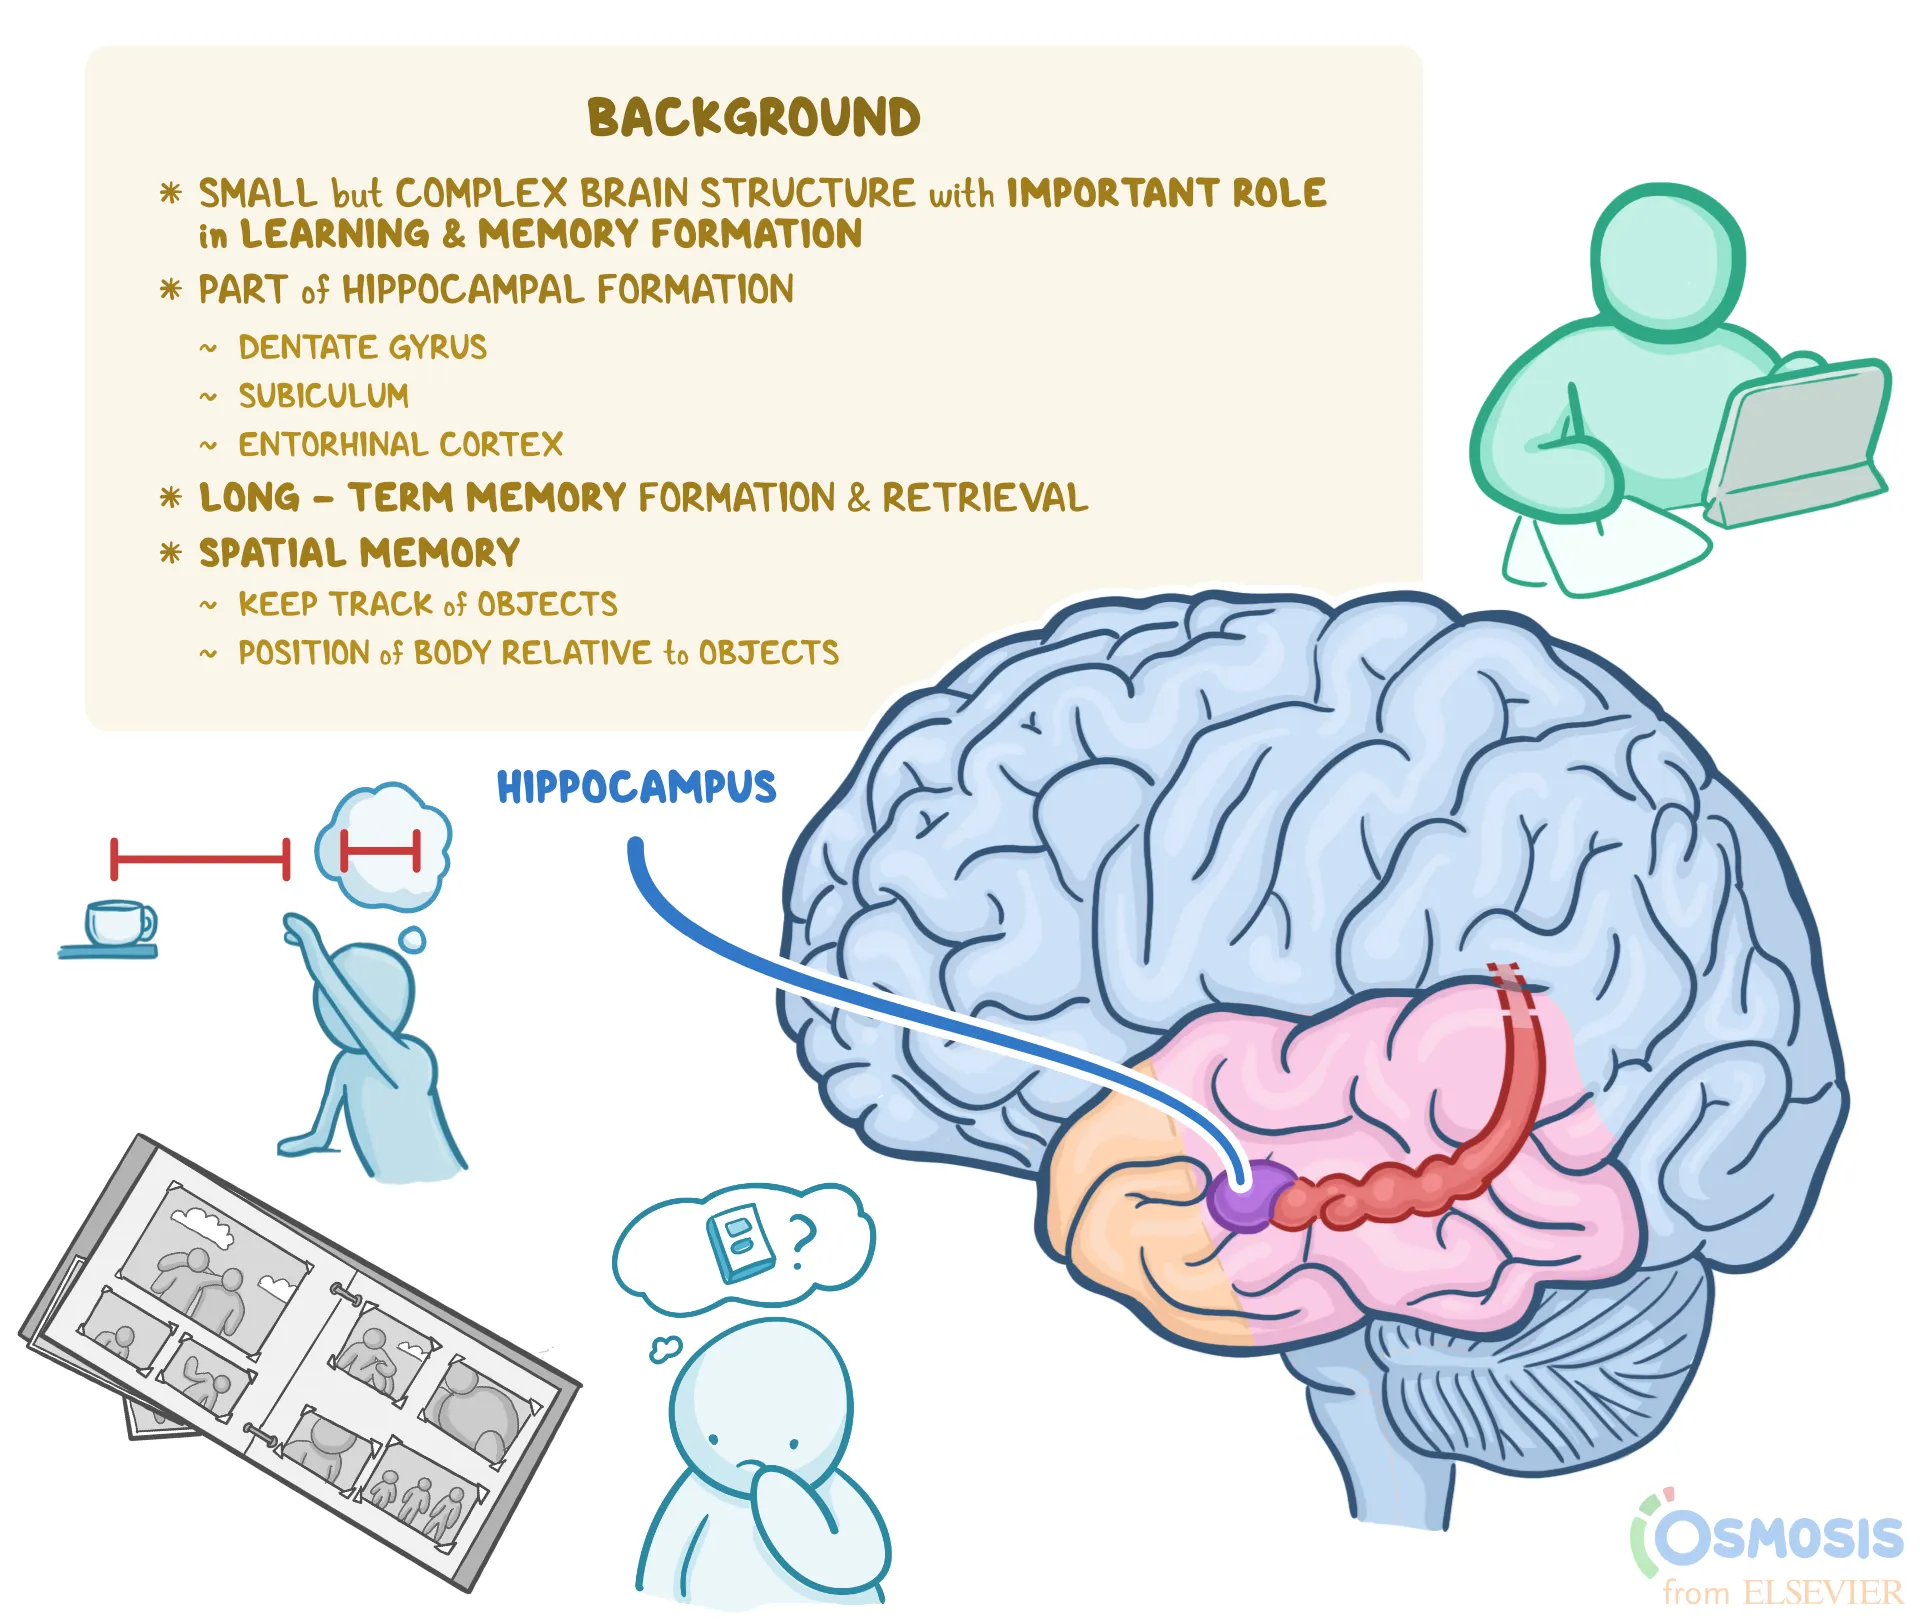 BACKGROUND
* SMALL but COMPLEX BRAIN STRUCTURE with IMPORTANT ROLE
in LEARNING & MEMORY FORMATION
* PART of HIPPOCAMPAL FORMATION
~ DENTATE GYRUS
~ SUBICULUM
~ ENTORHINAL CORTEX
* LONG - TERM MEMORY FORMATION & RETRIEVAL
* SPATIAL MEMORY
~ KEEP TRACK of OBJECTS
~ POSITION of BODY RELATIVE to OBJECTS
HIPPOCAMPUS
?
OSMOSIS
from ELSEVIER